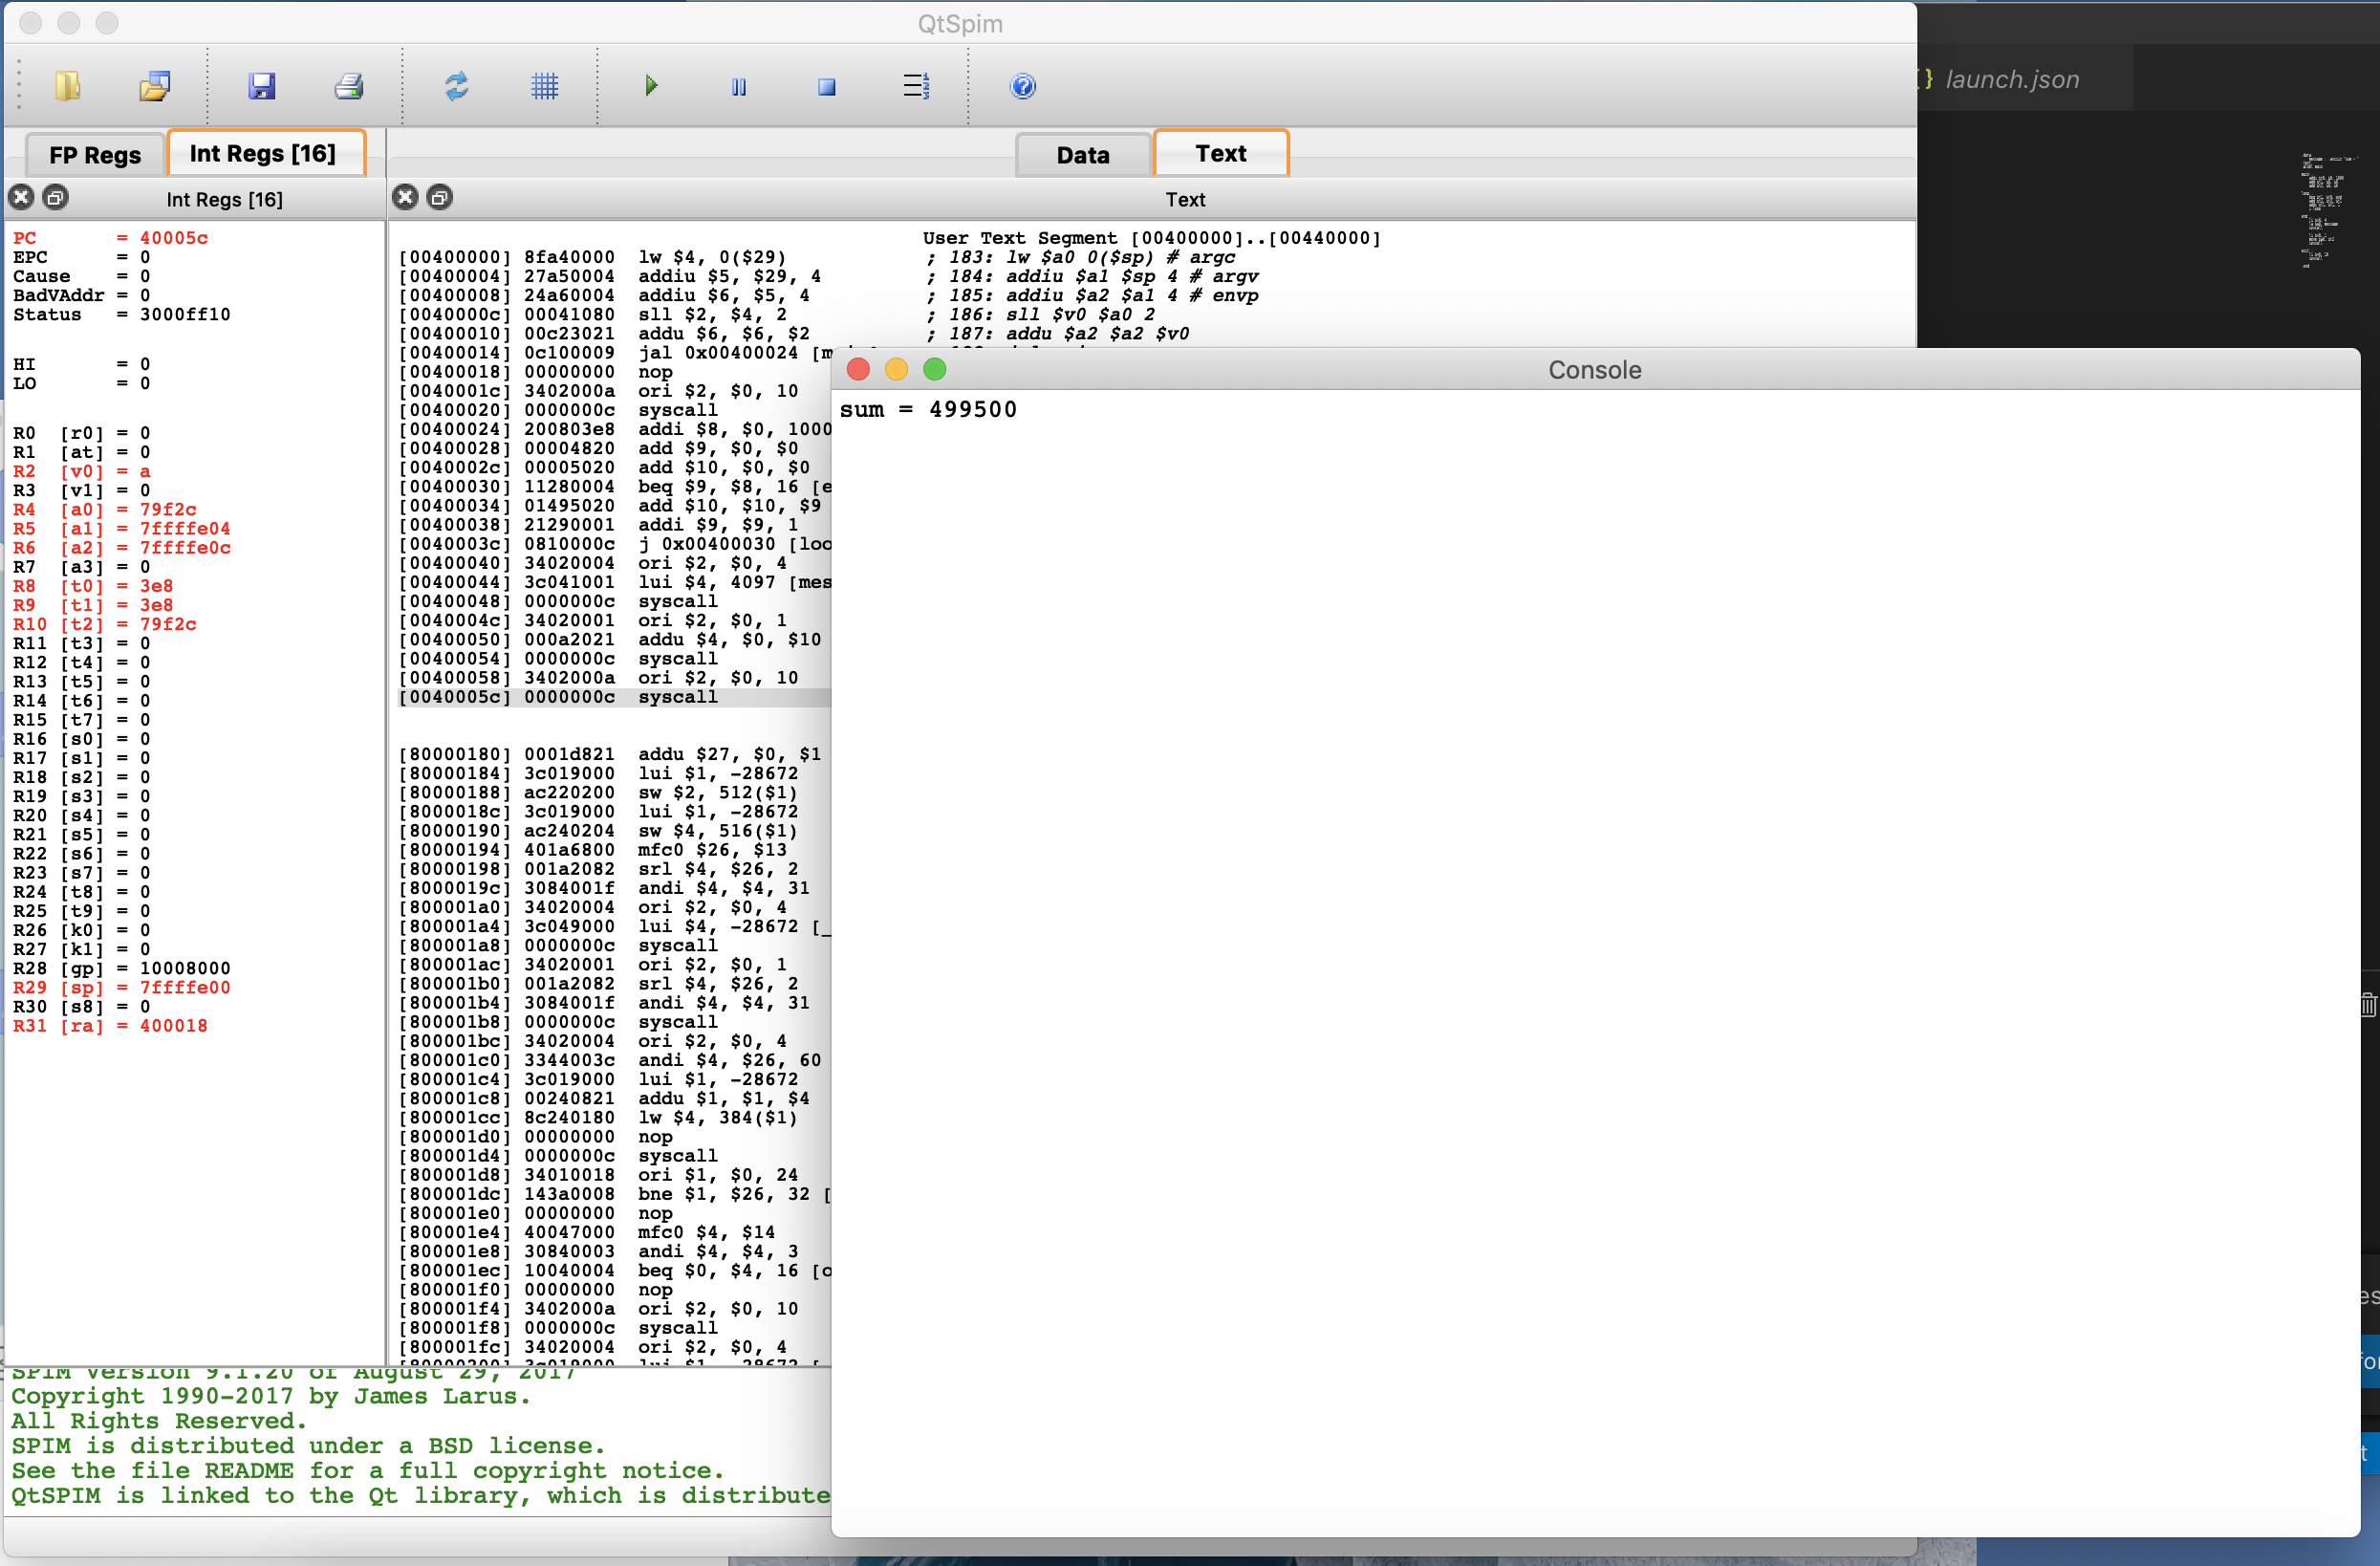 QtSpim
launch.json
FP Regs
Int Regs [16]
Data
Text
Int Regs [16]
Text
PC = 40005c
EPC = 0
Cause = 0
BadVAddr = 0
Status = 3000ff10
HI = 0
LO = 0
R0 [r0] = 0
R1 [at] = 0
R2 [v0] = a
R3 [v1] = 0
R4 [a0] = 79f2c
R5 [a1] = 7ffffe04
R6 [a2] = 7ffffe0c
R7 [a3] = 0
R8 [t0] = 3e8
R9 [t1] = 3e8
R10 [t2] = 79f2c
R11 [t3] = 0
R12 [t4] = 0
R13 [t5] = 0
R14 [t6] = 0
R15 [t7] = 0
R16 [s0] = 0
R17 [s1] = 0
R18 [s2] = 0
R19 [s3] = 0
R20 [s4] = 0
R21 [s5] = 0
R22 [s6] = 0
R23 [s7] = 0
R24 [t8] = 0
R25 [t9] = 0
R26 [k0] = 0
R27 [k1] = 0
R28 [gp] = 10008000
R29 [sp] = 7ffffe00
R30 [s8] = 0
R31 [ra] = 400018
User Text Segment [00400000]..[00440000]
[00400000] 8fa40000 lw $4, 0($29) ; 183: lw $a0 0($sp) # argc
[00400004] 27a50004 addiu $5, $29, 4 ; 184: addiu $a1 $sp 4 # argv
[00400008] 24a60004 addiu $6, $5, 4 ; 185: addiu $a2 $a1 4 # envp
[0040000c] 00041080 sll $2, $4, 2 ; 186: sll $v0 $a0 2
[00400010] 00c23021 addu $6, $6, $2 ; 187: addu $a2 $a2 $v0
[00400014] 0c100009 jal 0x00400024
[00400018] 00000000 nop
[0040001c] 3402000a ori $2, $0, 10
[00400020] 0000000c syscall
[00400024] 200803e8 addi $8, $0, 1000
[00400028] 00004820 add $9, $0, $0
[0040002c] 00005020 add $10, $0, $0
[00400030] 11280004 beq $9, $8, 16 [e
[00400034] 01495020 add $10, $10, $9
[00400038] 21290001 addi $9, $9, 1
[0040003c] 0810000c j 0x00400030 [loo
[00400040] 34020004 ori $2, $0, 4
[00400044] 3c041001 lui $4, 4097 [mes
[00400048] 0000000c syscall
[0040004c] 34020001 ori $2, $0, 1
[00400050] 000a2021 addu $4, $0, $10
[00400054] 0000000c syscall
[00400058] 3402000a ori $2, $0, 10
[0040005c] 0000000c syscall
[80000180] 0001d821 addu $27, $0, $1
[80000184] 3c019000 lui $1, -28672
[80000188] ac220200 sw $2, 512($1)
[8000018c] 3c019000 lui $1, -28672
[80000190] ac240204 sw $4, 516($1)
[80000194] 401a6800 mfc0 $26, $13
[80000198] 001a2082 srl $4, $26, 2
[8000019c] 3084001f andi $4, $4, 31
[800001a0] 34020004 ori $2, $0, 4
[800001a4] 3c049000 lui $4, -28672 [_
[800001a8] 0000000c syscall
[800001ac] 34020001 ori $2, $0, 1
[800001b0] 001a2082 srl $4, $26, 2
[800001b4] 3084001f andi $4, $4, 31
[800001b8] 0000000c syscall
[800001bc] 34020004 ori $2, $0, 4
[800001c0] 3344003c andi $4, $26, 60
[800001c4] 3c019000 lui $1, -28672
[800001c8] 00240821 addu $1, $1, $4
[800001cc] 8c240180 lw $4, 384($1)
[800001d0] 00000000 nop
[800001d4] 0000000c syscall
[800001d8] 34010018 ori $1, $0, 24
[800001dc] 143a0008 bne $1, $26, 32 [
[800001e0] 00000000 nop
[800001e4] 40047000 mfc0 $4, $14
[800001e8] 30840003 andi $4, $4, 3
[800001ec] 10040004 beq $0, $4, 16 [o
[800001f0] 00000000 nop
[800001f4] 3402000a ori $2, $0, 10
[800001f8] 0000000c syscall
[800001fc] 34020004 ori $2, $0, 4
Console
sum = 499500
SPIM Version 9.1.20 of August 29, 2017
Copyright 1990-2017 by James Larus.
All Rights Reserved.
SPIM is distributed under a BSD license.
See the file README for a full copyright notice.
QtSPIM is linked to the Qt library, which is distribute